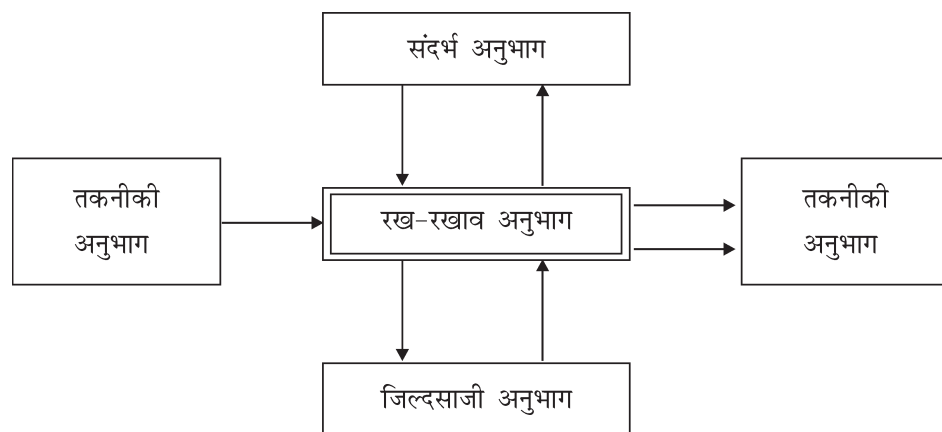 संदर्भ अनुभाग
तकनीकी
अनुभाग
रख-रखाव अनुभाग
तकनीकी
अनुभाग
जिल्दसाजी अनुभाग